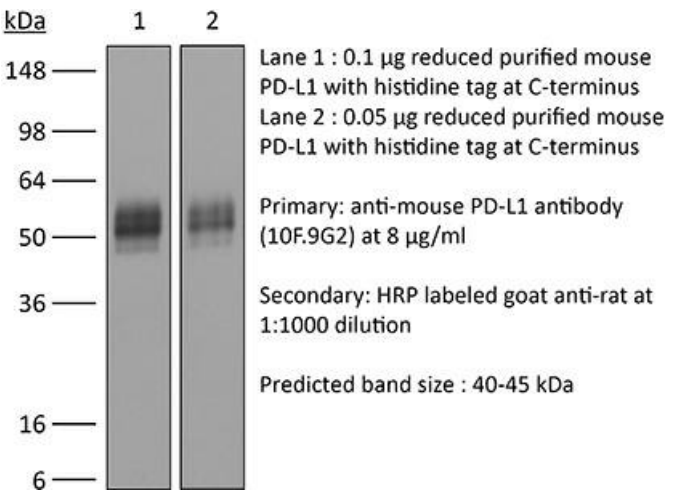 kDa 1 2
148
98
64
50
36
16
6
Lane 1 : 0.1 µg reduced purified mouse
PD-L1 with histidine tag at C-terminus
Lane 2 : 0.05 µg reduced purified mouse
PD-L1 with histidine tag at C-terminus
Primary: anti-mouse PD-L1 antibody
(10F.9G2) at 8 µg/ml
Secondary: HRP labeled goat anti-rat at
1:1000 dilution
Predicted band size : 40-45 kDa